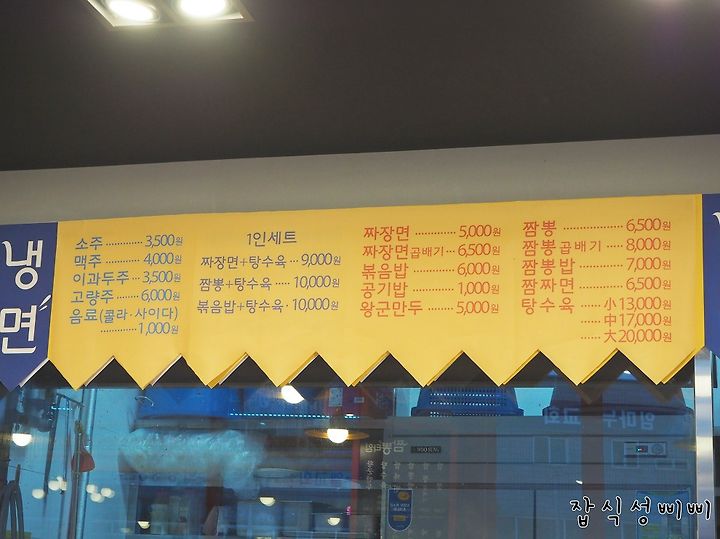 냉
면
소주 ············ 3,500원
맥주 ············ 4,000원
이과두주 ··· 3,500원
고량주 ······· 6,000원
음료(콜라·사이다)
············ 1,000원
1인세트
짜장면+탕수육 ···· 9,000원
짬뽕+탕수육 ···· 10,000원
볶음밥+탕수육 · 10,000원
짜장면 ············ 5,000원
짜장면곱배기 ··· 6,500원
볶음밥 ············ 6,000원
공기밥 ············ 1,000원
왕군만두 ······· 5,000원
짬뽕 ··············· 6,500원
짬뽕곱배기 ····· 8,000원
짬뽕밥 ············ 7,000원
짬짜면 ············ 6,500원
탕수육 ····· 小13,000원
····· 中17,000원
····· 大20,000원
짬뽕
잡식성삐삐